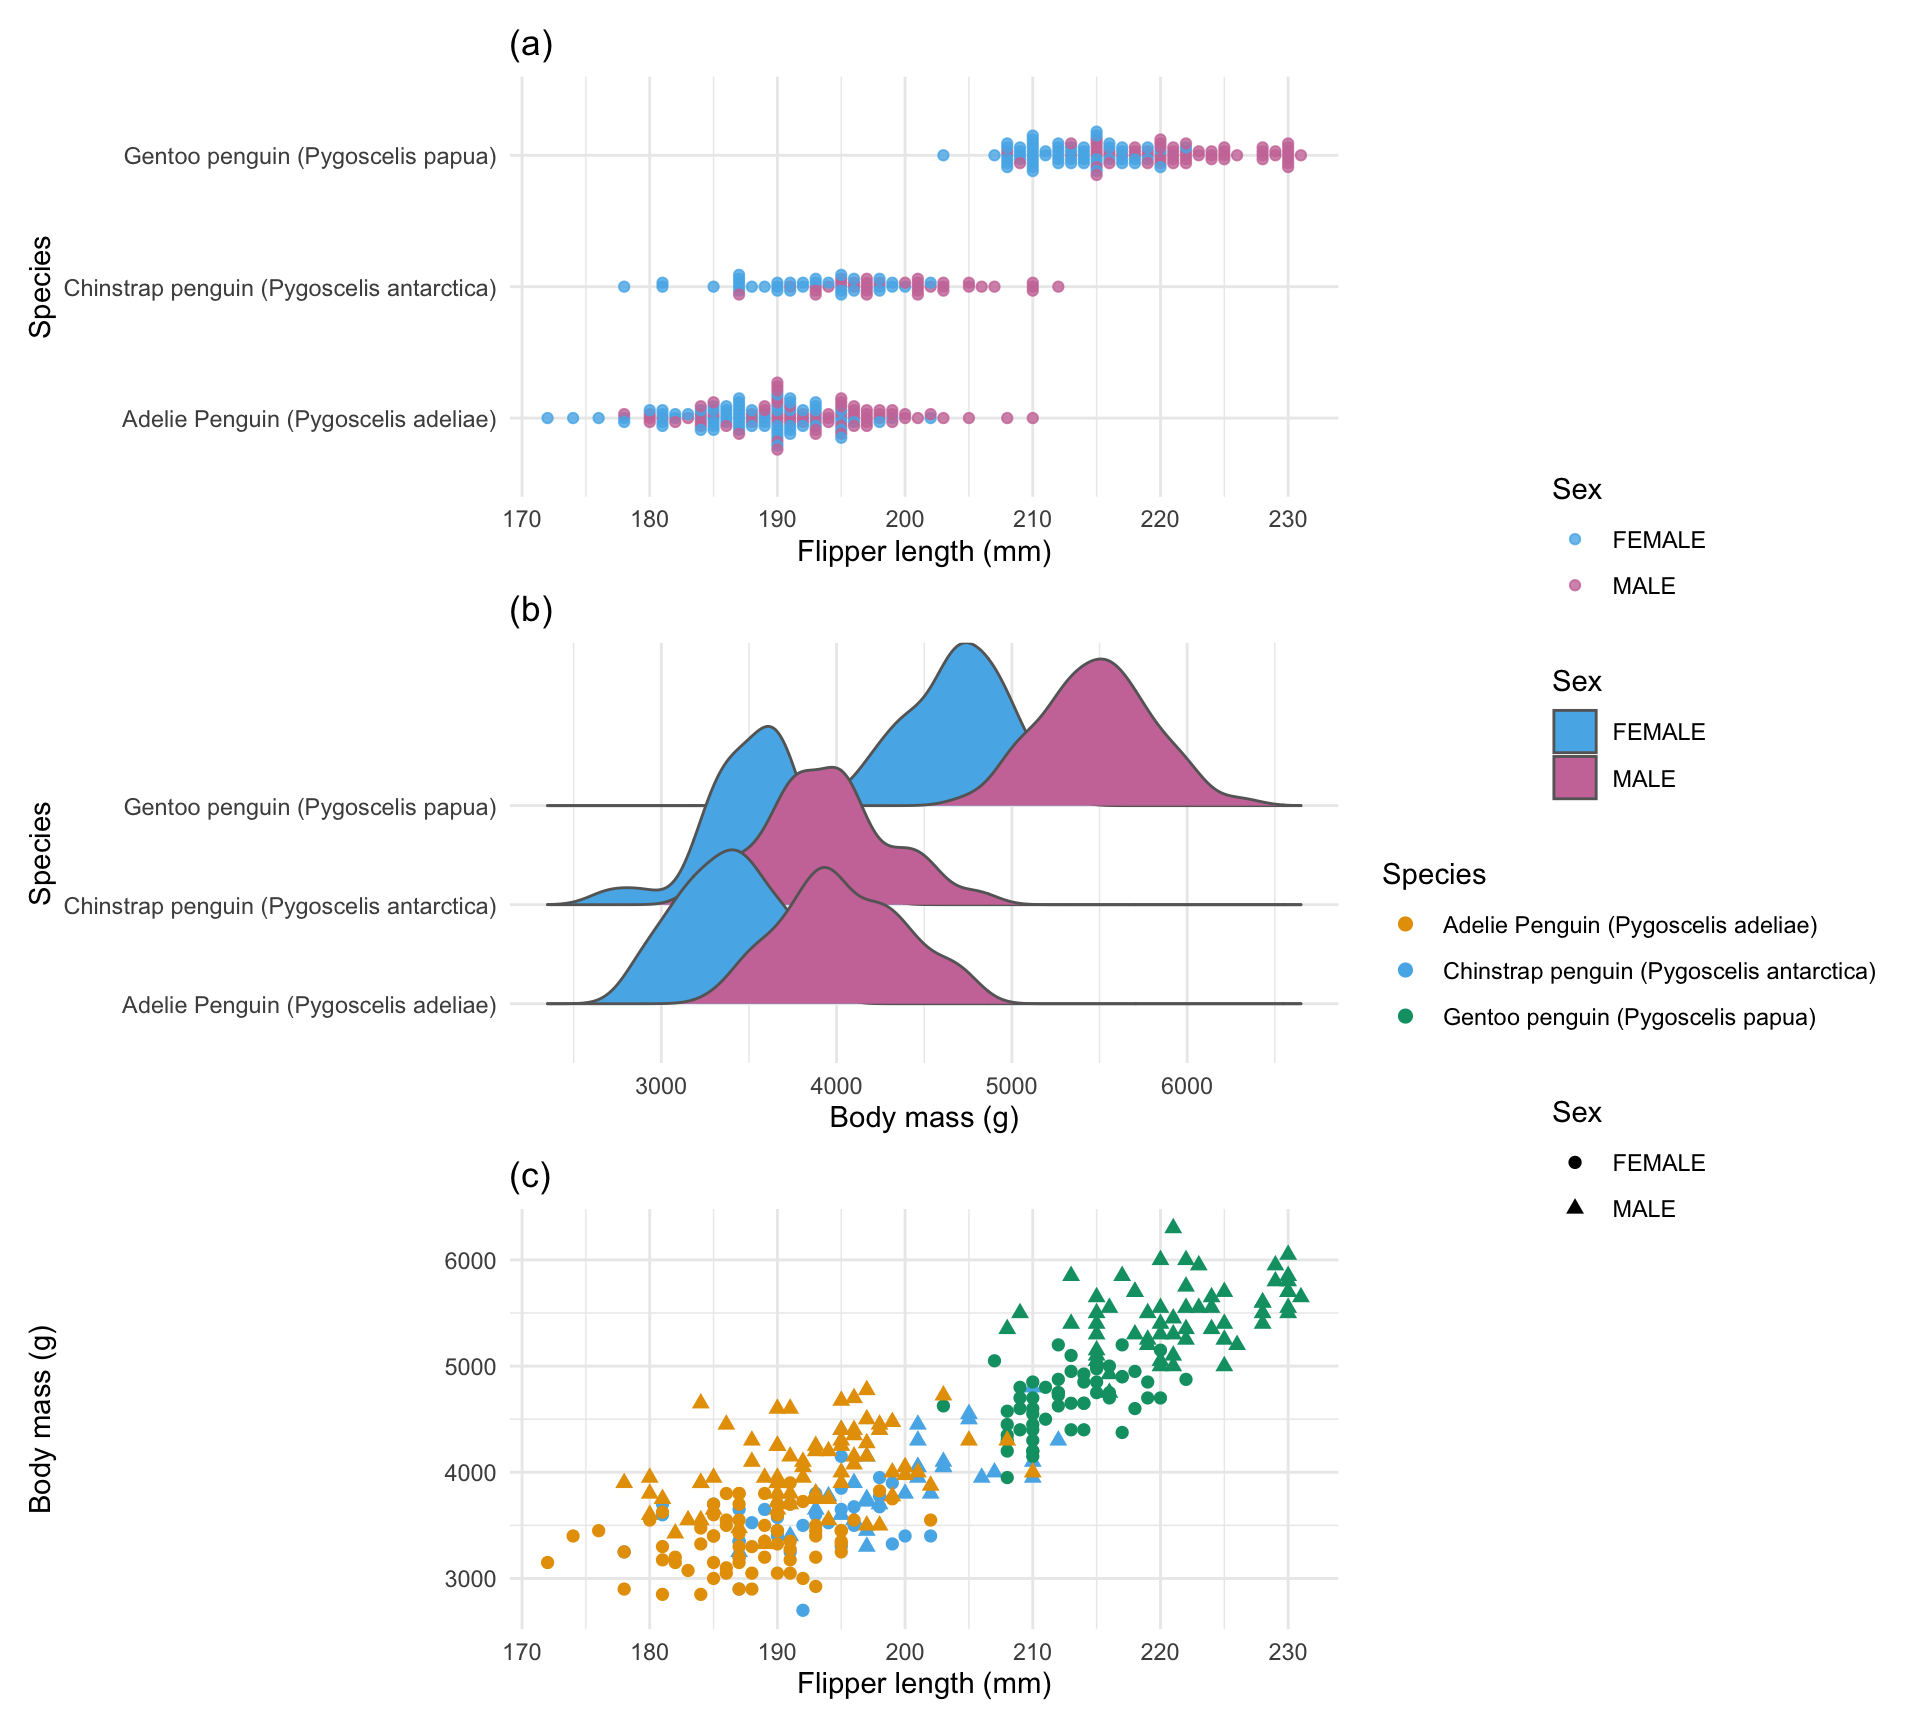 (a)
Species
Gentoo penguin (Pygoscelis papua)
Chinstrap penguin (Pygoscelis antarctica)
Adelie Penguin (Pygoscelis adeliae)
170 180 190 200 210 220 230
Flipper length (mm)
Sex
FEMALE
MALE
(b)
Species
Gentoo penguin (Pygoscelis papua)
Chinstrap penguin (Pygoscelis antarctica)
Adelie Penguin (Pygoscelis adeliae)
3000 4000 5000 6000
Body mass (g)
Sex
FEMALE
MALE
Species
Adelie Penguin (Pygoscelis adeliae)
Chinstrap penguin (Pygoscelis antarctica)
Gentoo penguin (Pygoscelis papua)
Sex
FEMALE
MALE
(c)
Body mass (g)
6000
5000
4000
3000
170 180 190 200 210 220 230
Flipper length (mm)